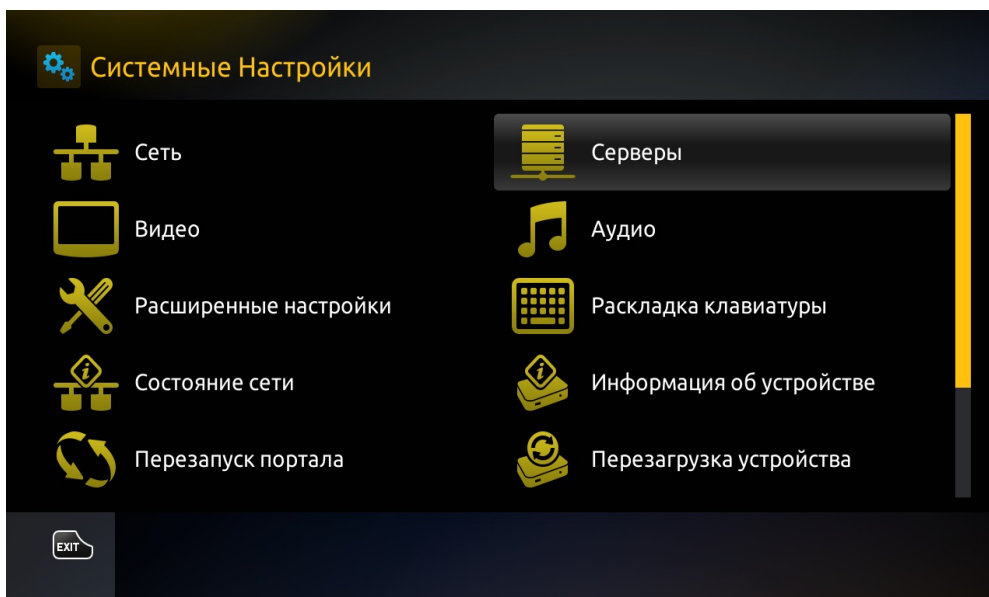 Системные Настройки
Сеть
Серверы
Видео
Аудио
Расширенные настройки
Раскладка клавиатуры
Состояние сети
Информация об устройстве
Перезапуск портала
Перезагрузка устройства
EXIT